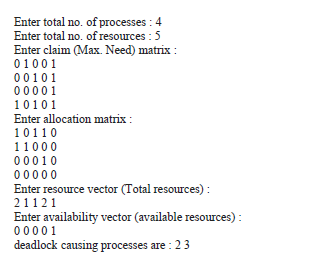 Enter total no. of processes : 4
Enter total no. of resources : 5
Enter claim (Max. Need) matrix :
0 1 0 0 1
0 0 1 0 1
0 0 0 0 1
1 0 1 0 1
Enter allocation matrix :
1 0 1 1 0
1 1 0 0 0
0 0 0 1 0
0 0 0 0 0
Enter resource vector (Total resources) :
2 1 1 2 1
Enter availability vector (available resources) :
0 0 0 0 1
deadlock causing processes are : 2 3